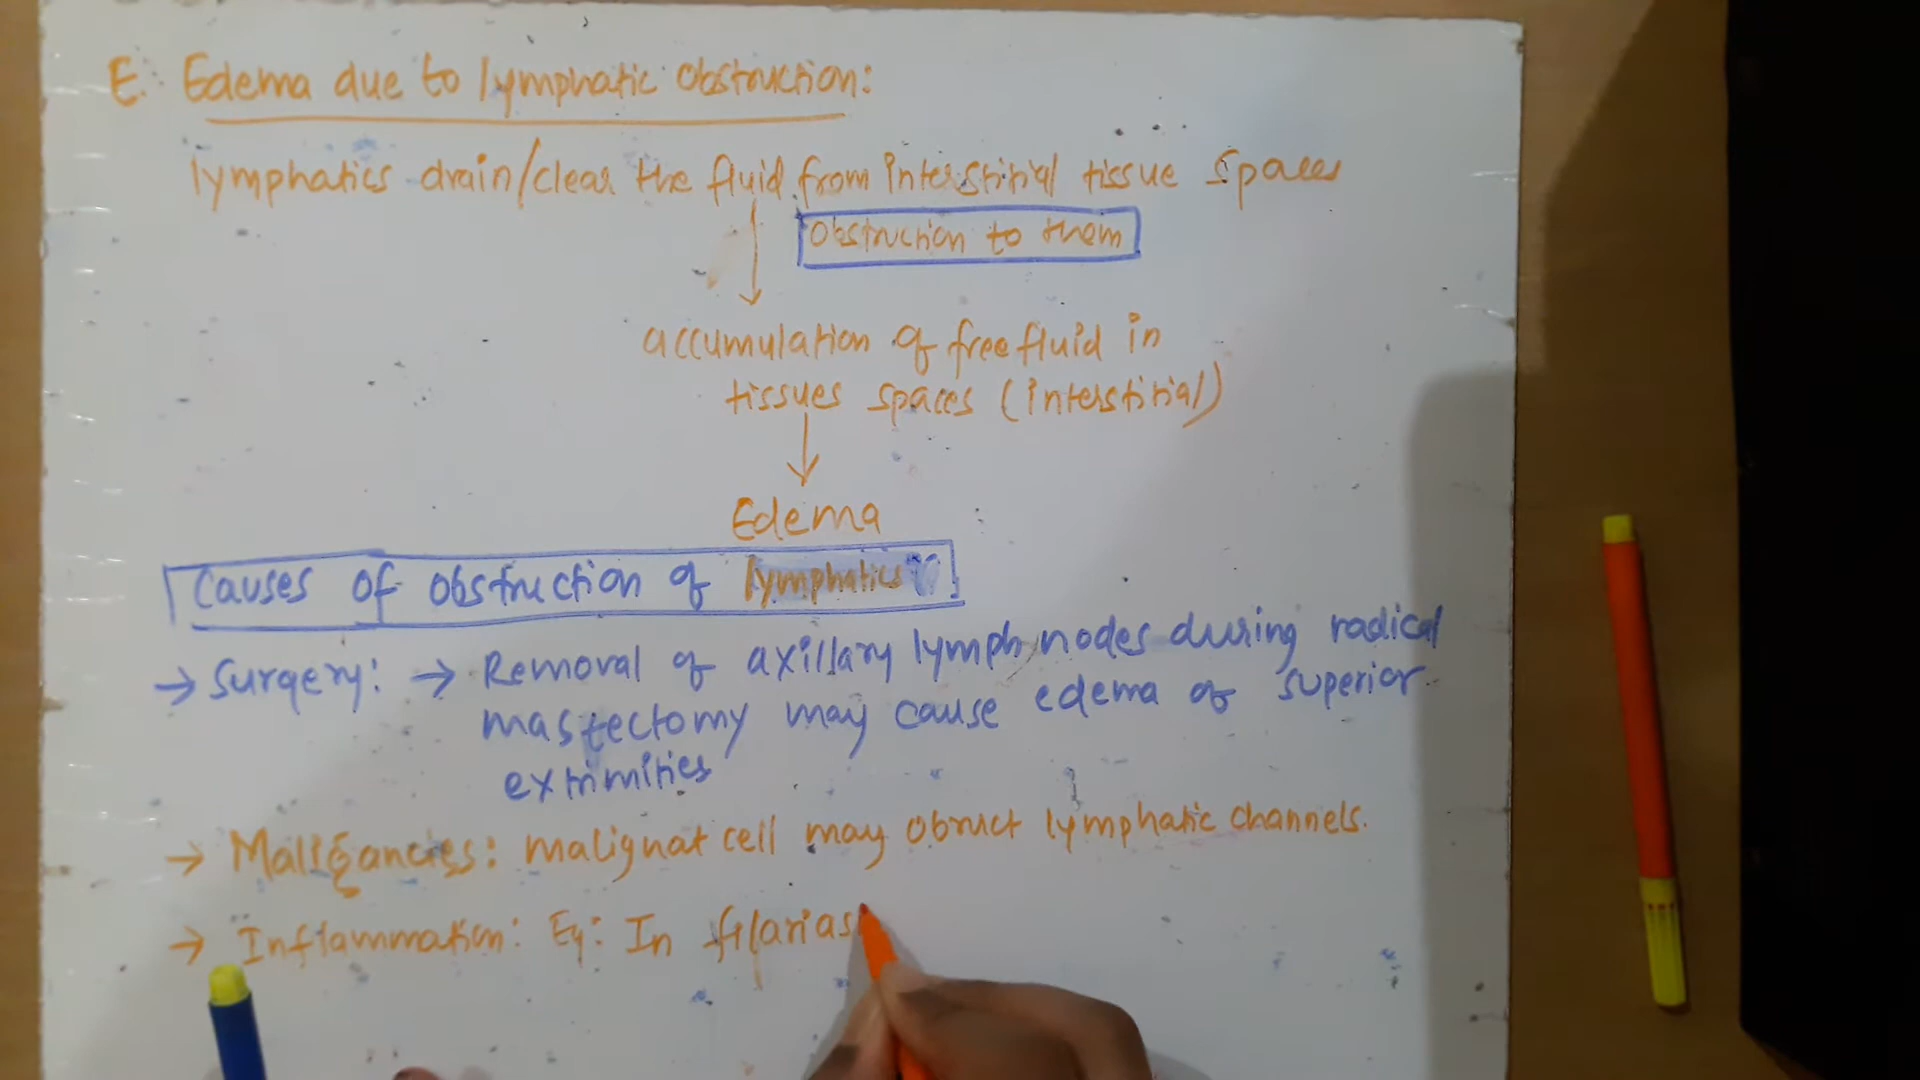 E. Edema due to lymphatic obstruction:
lymphatics drain/clear the fluid from interstitial tissue spaces
obstruction to them
accumulation of free fluid in
tissues spaces (interstitial)
Edema
Causes of obstruction of lymphatics
→ Surgery: → Removal of axillary lymph nodes during radical
mastectomy may cause edema of superior
extrimities
→ Maligancies: malignat cell may obruct lymphatic channels.
→ Inflammation: Eg: In filarias